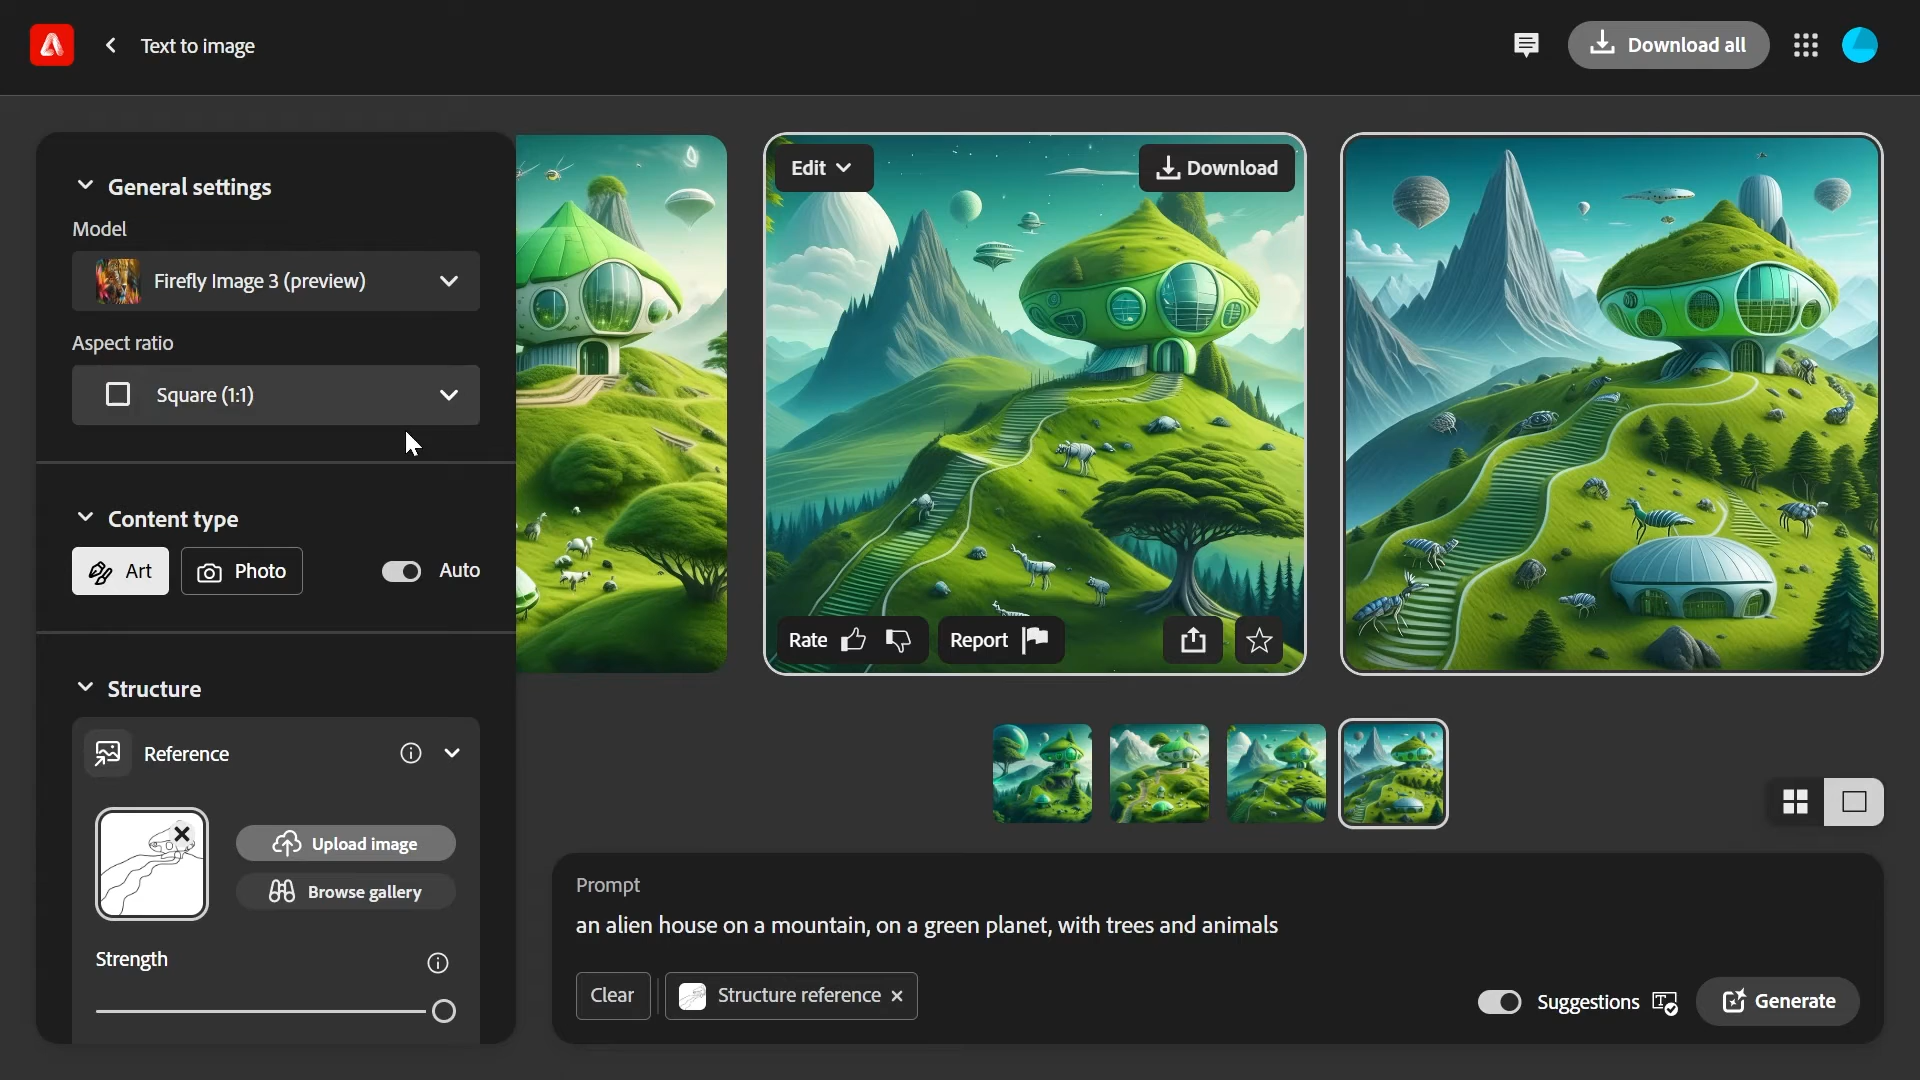 Text to image
Download all
General settings
Model
Firefly Image 3 (preview)
Aspect ratio
Square (1:1)
Content type
Art
Photo
Auto
Structure
Reference
Upload image
Browse gallery
Strength
Edit
Download
Rate
Report
Prompt
an alien house on a mountain, on a green planet, with trees and animals
Clear
Structure reference
Suggestions
Generate